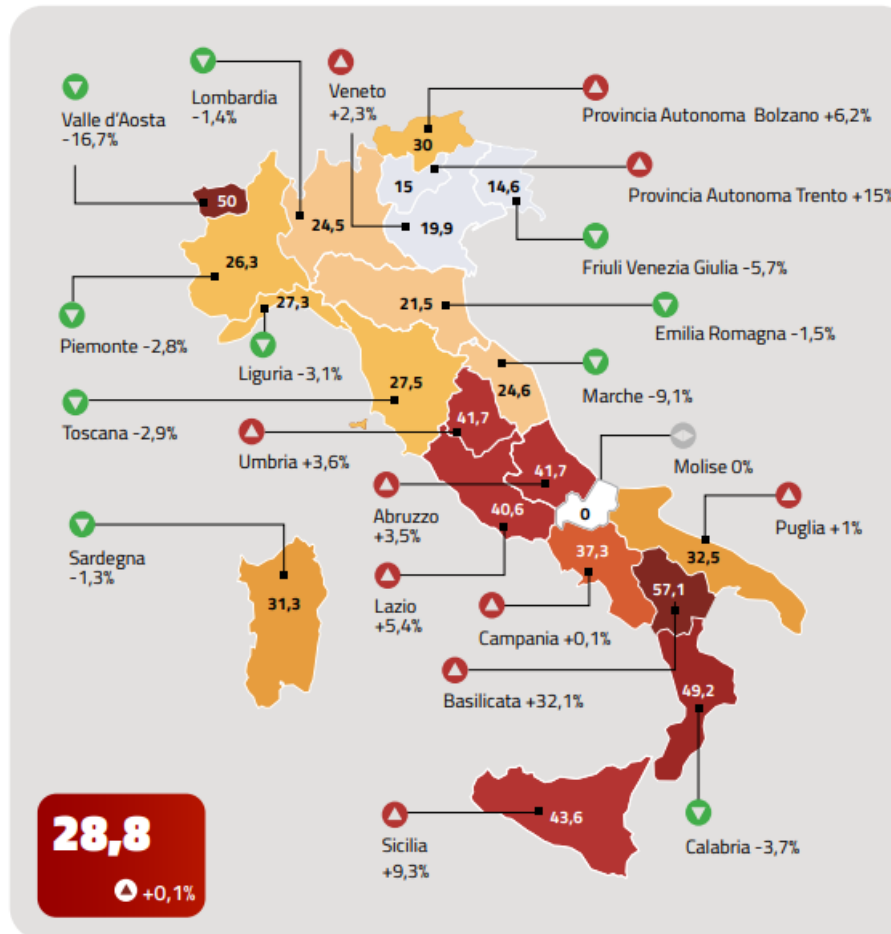 Valle d'Aosta
-16,7%
Lombardia
-1,4%
Veneto
+2,3%
Provincia Autonoma Bolzano +6,2%
Provincia Autonoma Trento +15%
Friuli Venezia Giulia -5,7%
Emilia Romagna -1,5%
Marche -9,1%
Molise 0%
Puglia +1%
Piemonte -2,8%
Liguria -3,1%
Toscana -2,9%
Umbria +3,6%
Abruzzo
+3,5%
Lazio
+5,4%
Campania +0,1%
Basilicata +32,1%
Sardegna
-1,3%
Sicilia
+9,3%
Calabria -3,7%
30
15
14,6
50
24,5
19,9
26,3
27,3
21,5
27,5
24,6
41,7
41,7
40,6
0
37,3
32,5
57,1
31,3
49,2
43,6
28,8
+0,1%